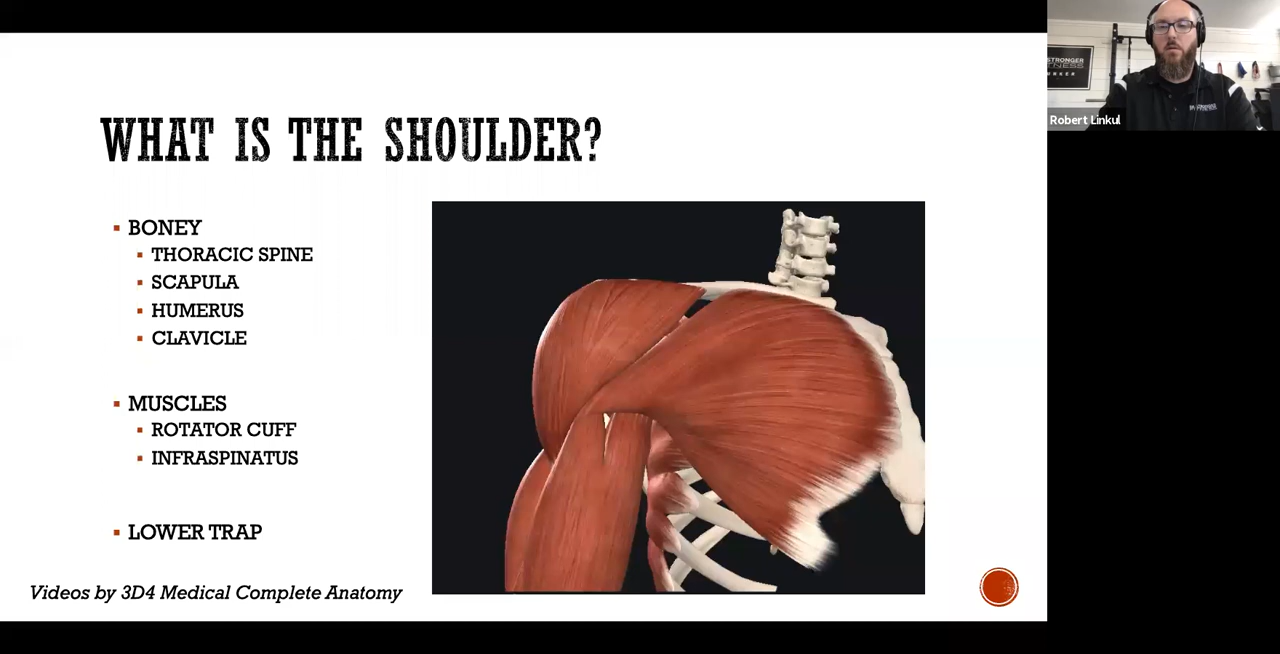 WHAT IS THE SHOULDER?
BONEY
THORACIC SPINE
SCAPULA
HUMERUS
CLAVICLE
MUSCLES
ROTATOR CUFF
INFRASPINATUS
LOWER TRAP
Videos by 3D4 Medical Complete Anatomy
STRONGER
Robert Linkul